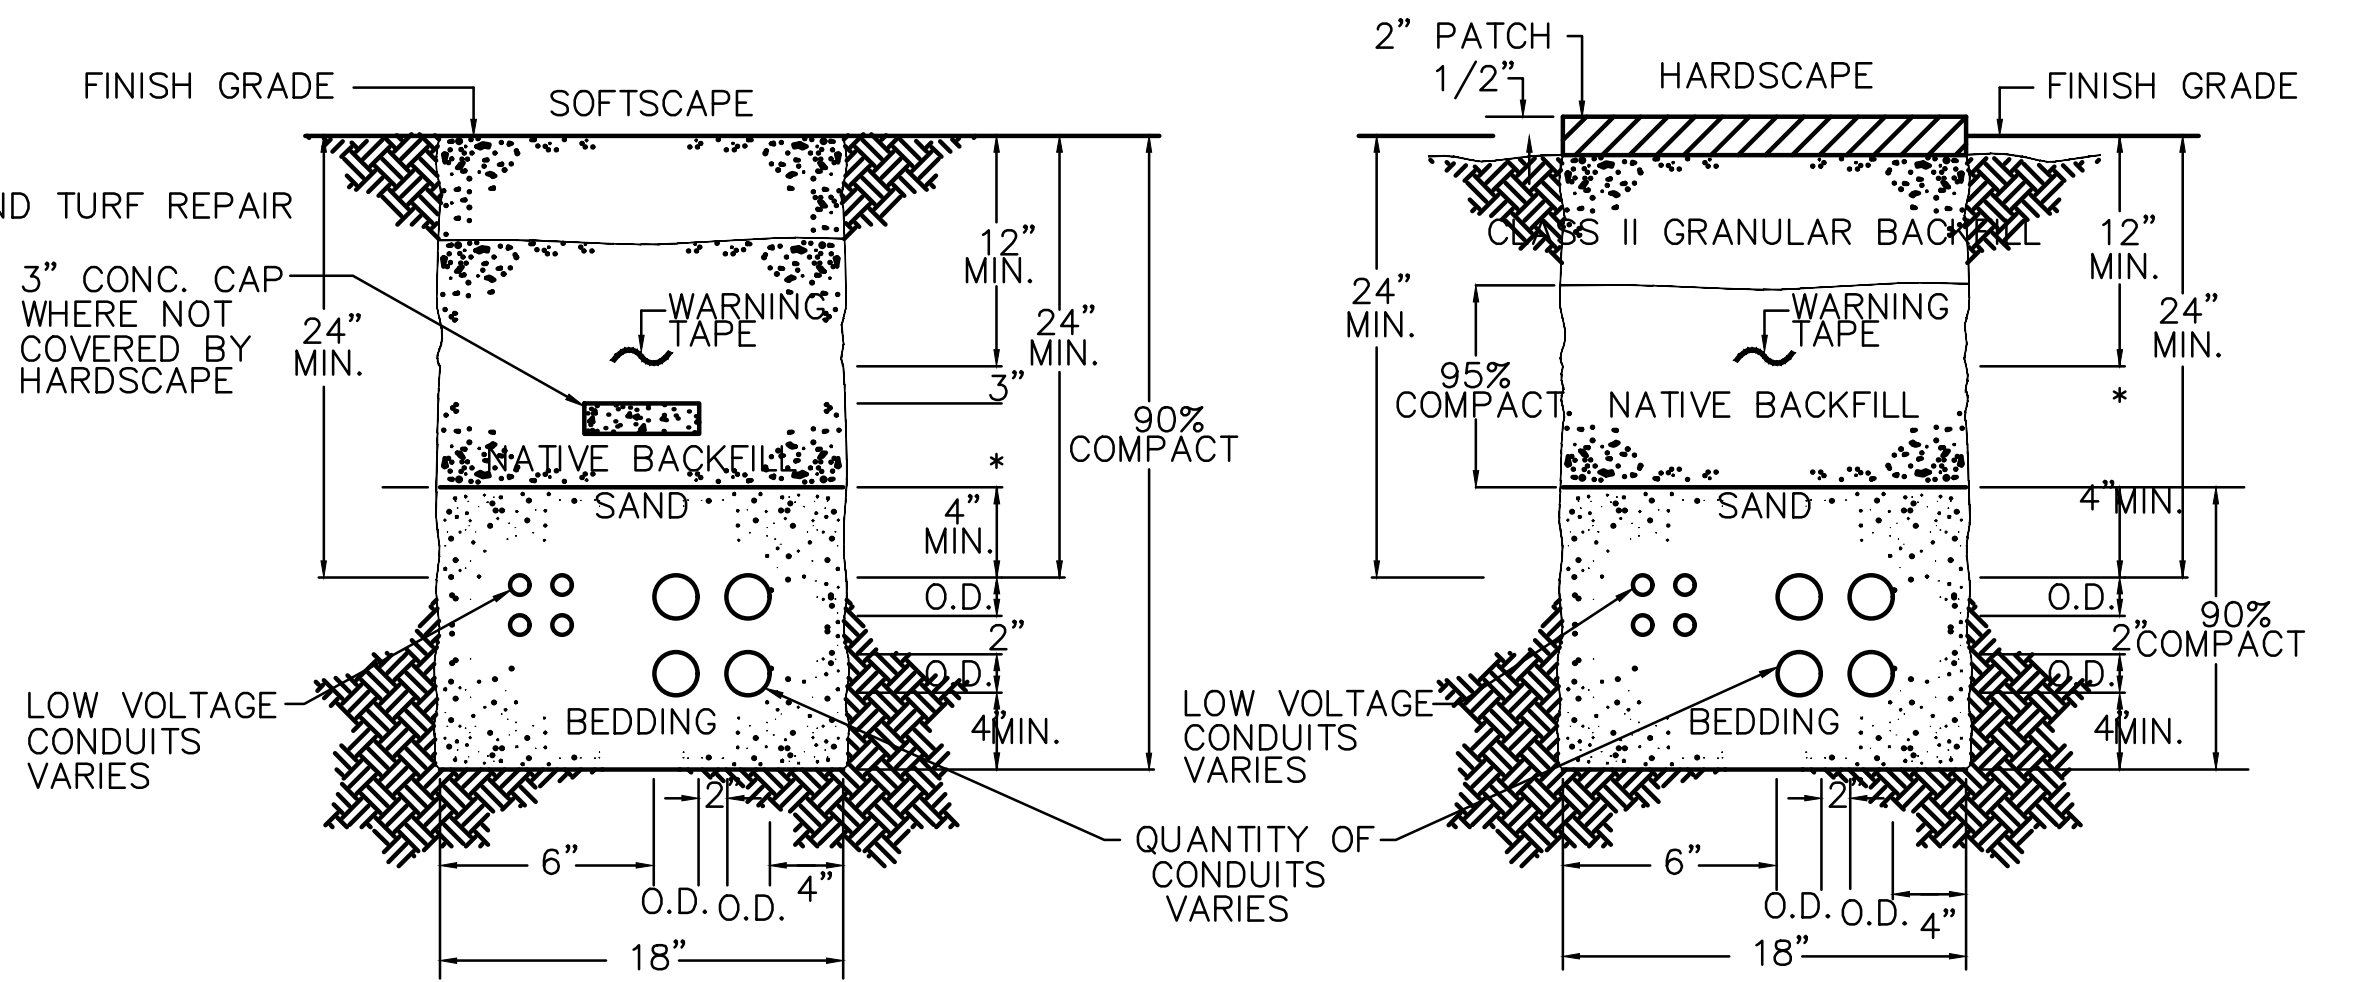 FINISH GRADE
SOFTSCAPE
ND TURF REPAIR
3" CONC. CAP
WHERE NOT
COVERED BY
HARDSCAPE
24"
MIN.
WARNING
TAPE
NATIVE BACKFILL
SAND
BEDDING
12"
MIN.
3"
*
4"
MIN.
O.D.
2"
O.D.
4"MIN.
24"
MIN.
90%
COMPACT
LOW VOLTAGE
CONDUITS
VARIES
2"
6"
O.D.
O.D.
4"
18"
QUANTITY OF
CONDUITS
VARIES
2" PATCH
1/2"
HARDSCAPE
FINISH GRADE
CLASS II GRANULAR BACKFILL
24"
MIN.
95%
COMPACT
WARNING
TAPE
NATIVE BACKFILL
SAND
BEDDING
12"
MIN.
*
4"MIN.
O.D.
2"
O.D.
4"MIN.
24"
MIN.
90%
COMPACT
LOW VOLTAGE
CONDUITS
VARIES
2"
6"
O.D.
O.D.
4"
18"